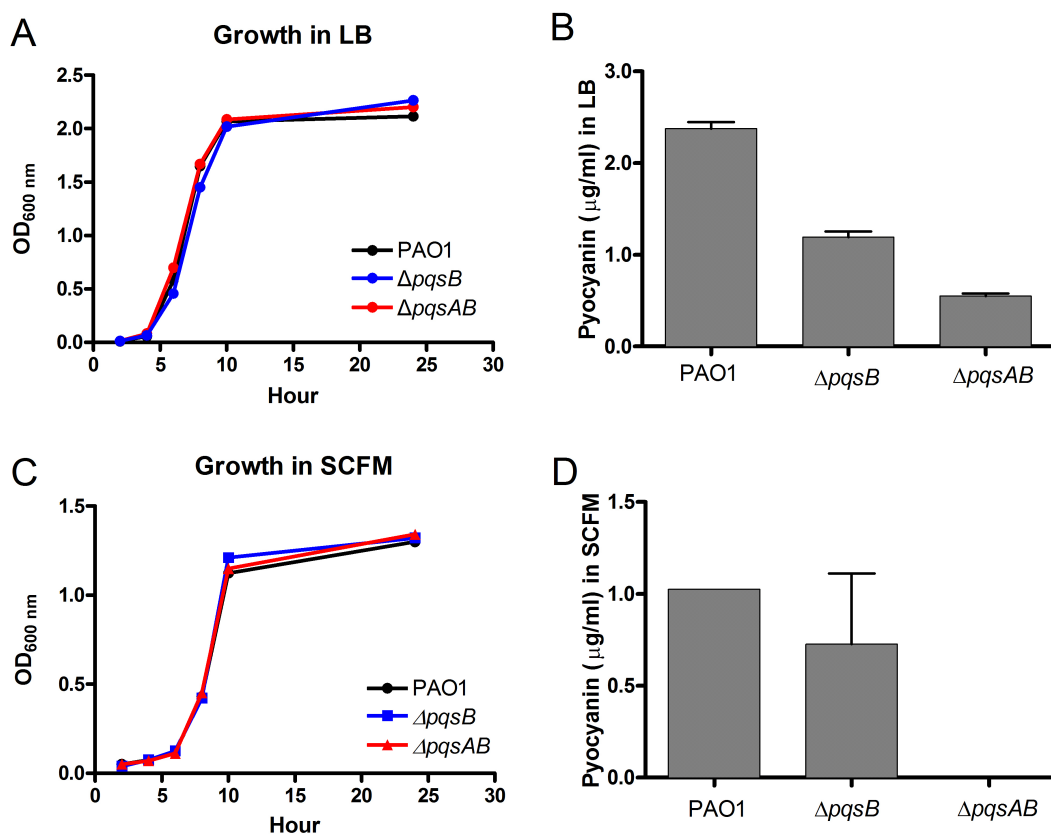 A
Growth in LB
OD600 nm
2.5
2.0
1.5
1.0
0.5
0.0
0 5 10 15 20 25 30
Hour
PAO1
ΔpqsB
ΔpqsAB
B
Pyocyanin (μg/ml) in LB
3.0
2.0
1.0
0.0
PAO1 ΔpqsB ΔpqsAB
C
Growth in SCFM
OD600 nm
1.5
1.0
0.5
0.0
0 5 10 15 20 25 30
Hour
PAO1
ΔpqsB
ΔpqsAB
D
Pyocyanin (μg/ml) in SCFM
1.5
1.0
0.5
0.0
PAO1 ΔpqsB ΔpqsAB